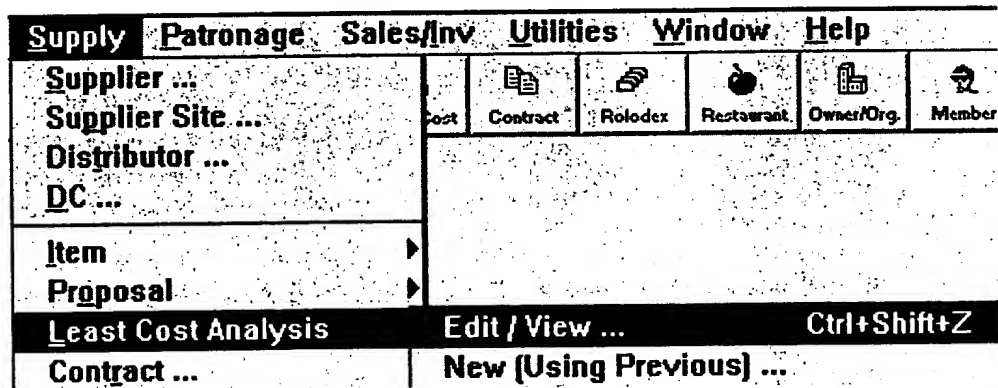 Supply Patronage Sales/Inv Utilities Window Help
Supplier ...
Supplier Site ...
Distributor ...
DC ...
Cost Contract Rolodex Restaurant Owner/Org. Member
Item
Proposal
Least Cost Analysis
Contract ...
Edit / View ... Ctrl+Shift+Z
New (Using Previous) ...